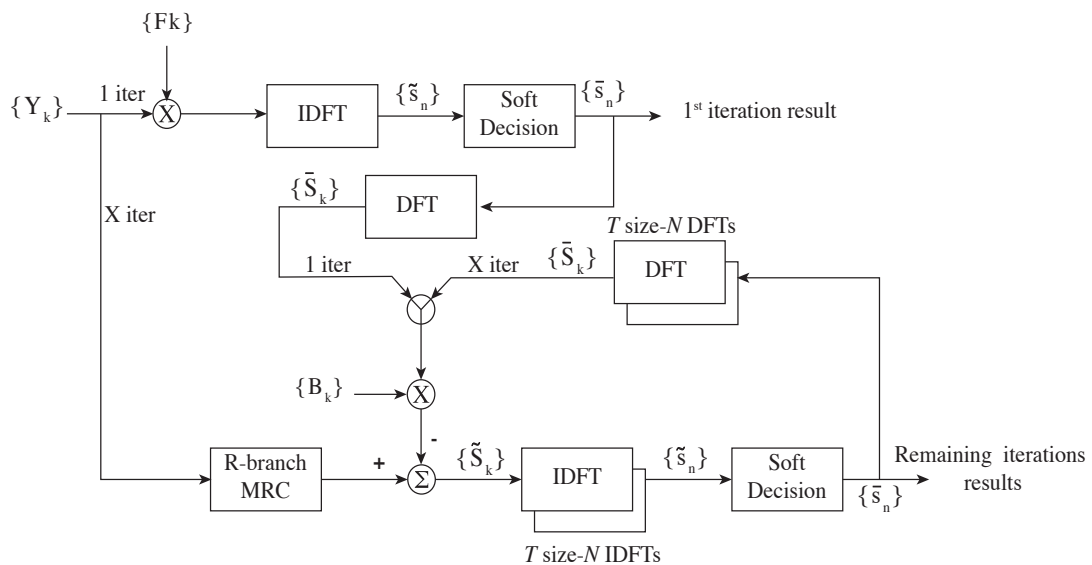 {Fk}
{Y_k}
1 iter
X
IDFT
{s̃_n}
Soft
Decision
{s̄_n}
1st iteration result
X iter
{S̄_k}
DFT
T size-N DFTs
1 iter
X iter
{S̄_k}
DFT
{B_k}
X
-
R-branch
MRC
+
Σ
{S̃_k}
IDFT
{s̃_n}
Soft
Decision
{s̄_n}
Remaining iterations
results
T size-N IDFTs